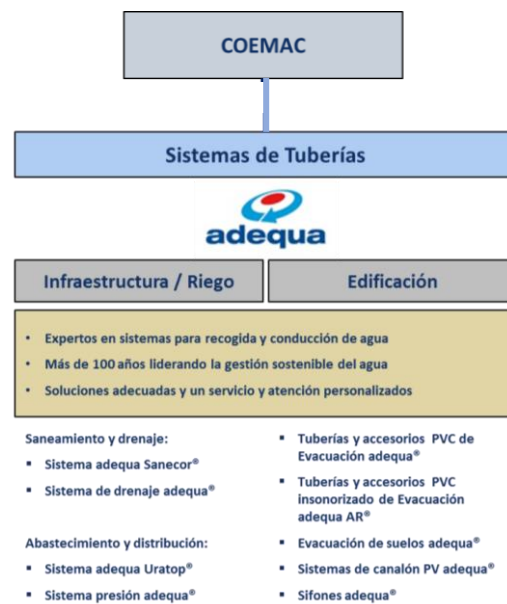 COEMAC
Sistemas de Tuberías
adequa
Infraestructura / Riego
Edificación
• Expertos en sistemas para recogida y conducción de agua
• Más de 100 años liderando la gestión sostenible del agua
• Soluciones adecuadas y un servicio y atención personalizados
Saneamiento y drenaje:
▪ Sistema adequa Sanecor®
▪ Sistema de drenaje adequa®
Abastecimiento y distribución:
▪ Sistema adequa Uratop®
▪ Sistema presión adequa®
▪ Tuberías y accesorios PVC de
Evacuación adequa®
▪ Tuberías y accesorios PVC
insonorizado de Evacuación
adequa AR®
▪ Evacuación de suelos adequa®
▪ Sistemas de canalón PV adequa®
▪ Sifones adequa®